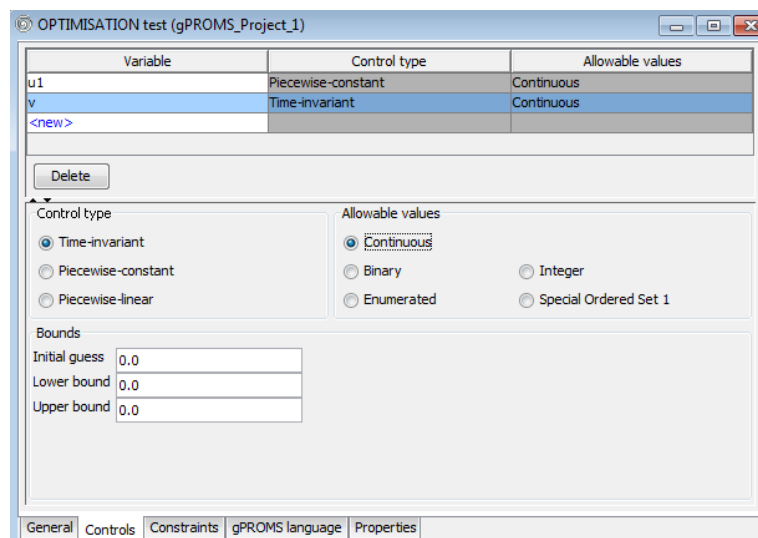 OPTIMISATION test (gPROMS_Project_1)
Variable Control type Allowable values
u1 Piecewise-constant Continuous
v Time-invariant Continuous
<new>
Delete
Control type Allowable values
Time-invariant Continuous
Piecewise-constant Binary Integer
Piecewise-linear Enumerated Special Ordered Set 1
Bounds
Initial guess 0.0
Lower bound 0.0
Upper bound 0.0
General Controls Constraints gPROMS language Properties